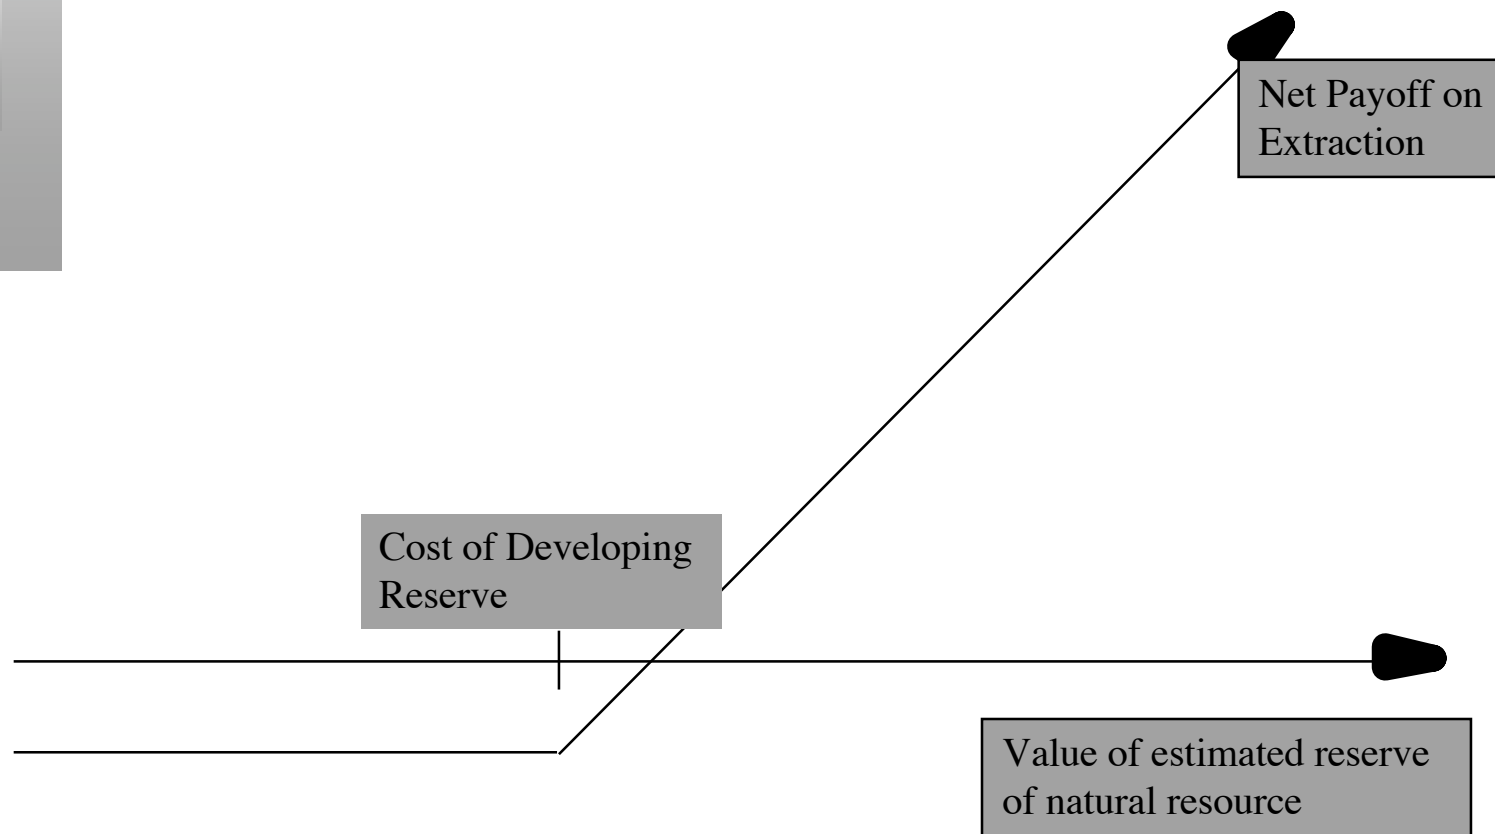 Net Payoff on
Extraction
Cost of Developing
Reserve
Value of estimated reserve
of natural resource